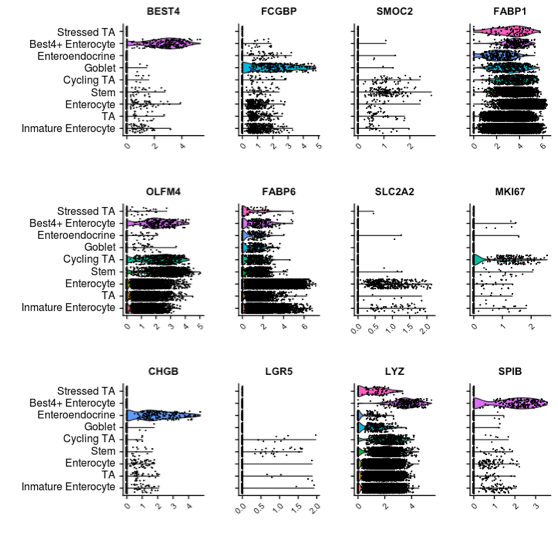 BEST4 FCGBP SMOC2 FABP1
Stressed TA
Best4+ Enterocyte
Enteroendocrine
Goblet
Cycling TA
Stem
Enterocyte
TA
Inmature Enterocyte
0 2 4 0 1 2 3 4 5 0 1 2 0 2 4 6
OLFM4 FABP6 SLC2A2 MKI67
Stressed TA
Best4+ Enterocyte
Enteroendocrine
Goblet
Cycling TA
Stem
Enterocyte
TA
Inmature Enterocyte
0 1 2 3 4 5 0 2 4 6 0.0 0.5 1.0 1.5 2.0 0 1 2
CHGB LGR5 LYZ SPIB
Stressed TA
Best4+ Enterocyte
Enteroendocrine
Goblet
Cycling TA
Stem
Enterocyte
TA
Inmature Enterocyte
0 1 2 3 4 0.0 0.5 1.0 1.5 2.0 0 2 4 0 1 2 3